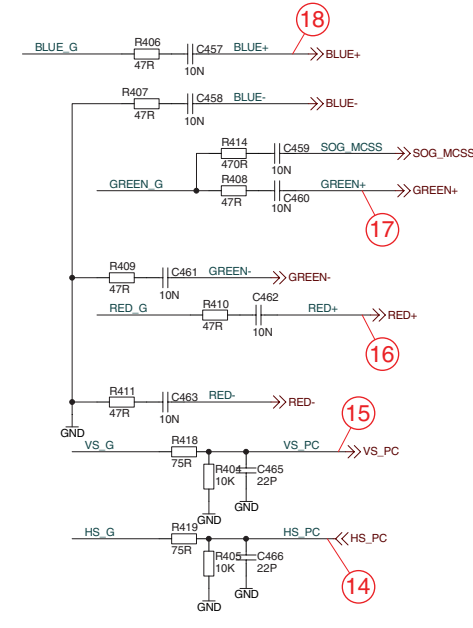 18
BLUE_G R406 C457 BLUE+ BLUE+
47R 10N
R407 C458 BLUE- BLUE-
47R 10N
R414 C459 SOG_MCSS SOG_MCSS
470R 10N
GREEN_G R408 C460 GREEN+ GREEN+
47R 10N
17
R409 C461 GREEN- GREEN-
47R 10N
RED_G R410 C462 RED+ RED+
47R 10N
16
R411 C463 RED- RED-
47R 10N
15
GND
VS_G R418 VS_PC VS_PC
75R R404 C465
10K 22P
GND GND
HS_G R419 HS_PC HS_PC
75R R405 C466
10K 22P
14
GND GND